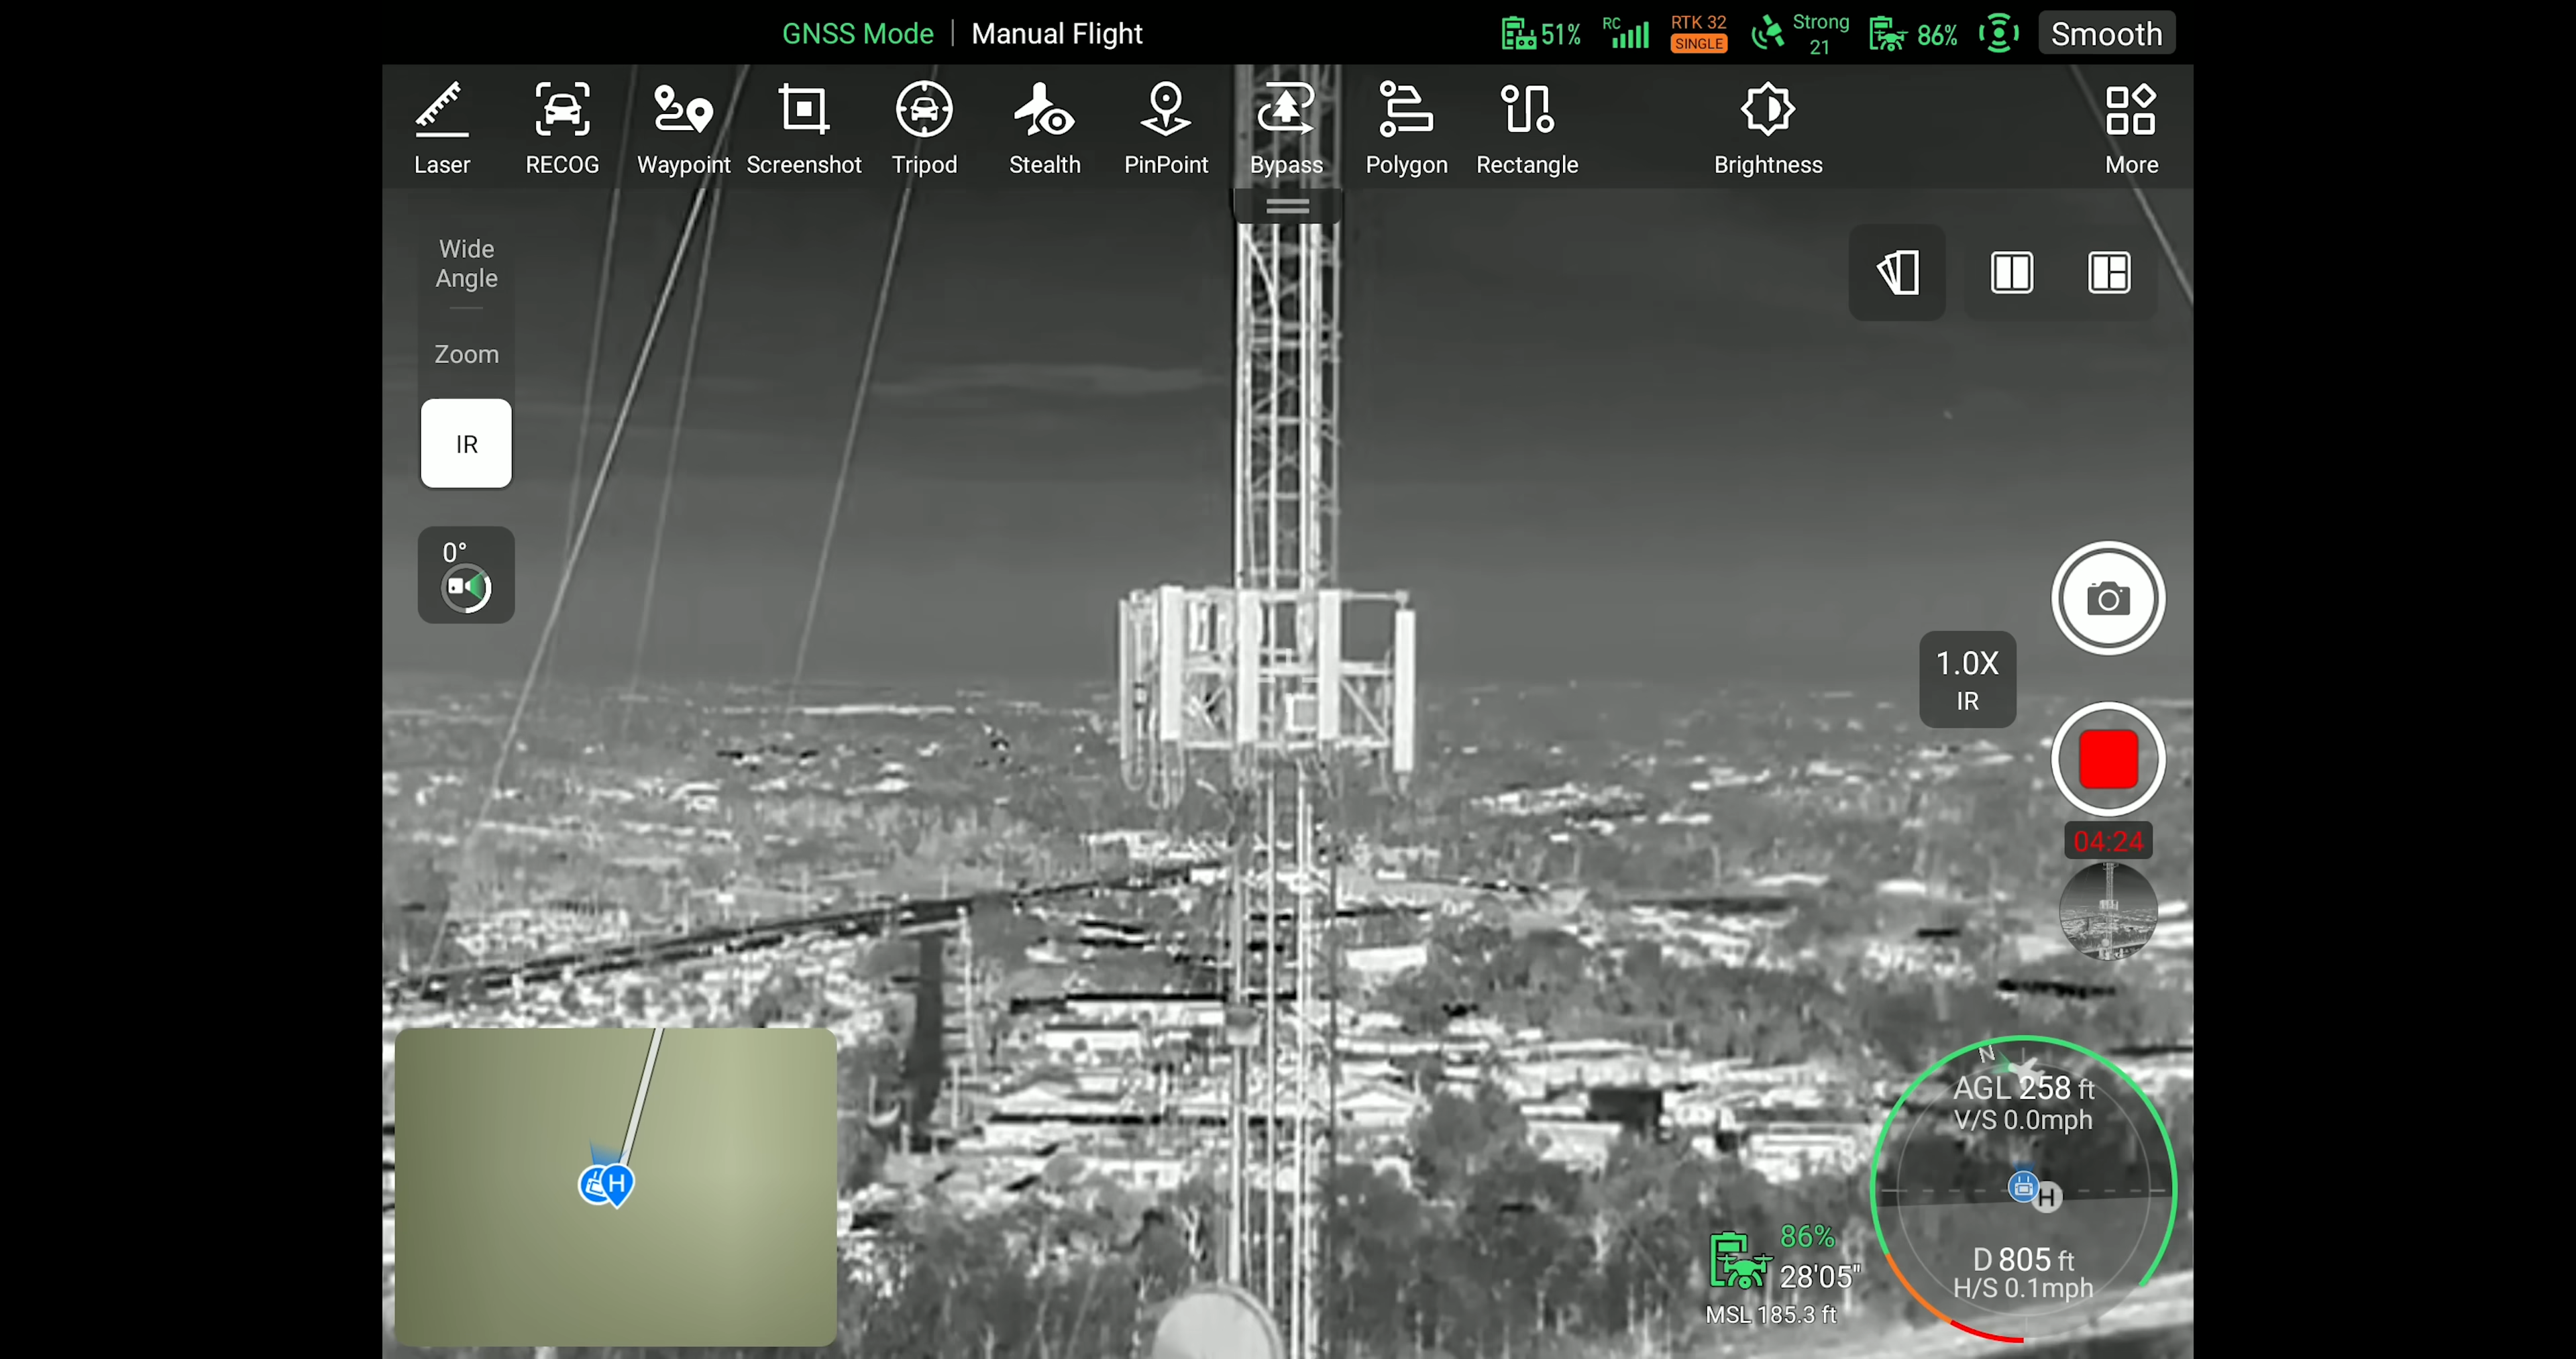 GNSS Mode | Manual Flight
51%
RC
RTK 32
SINGLE
Strong
21
86%
Smooth
Laser
RECOG
Waypoint
Screenshot
Tripod
Stealth
PinPoint
Bypass
Polygon
Rectangle
Brightness
More
Wide
Angle
Zoom
IR
0°
1.0X
IR
04:24
N
AGL 258 ft
V/S 0.0mph
H
H
D 805 ft
H/S 0.1mph
86%
28'05"
MSL 185.3 ft